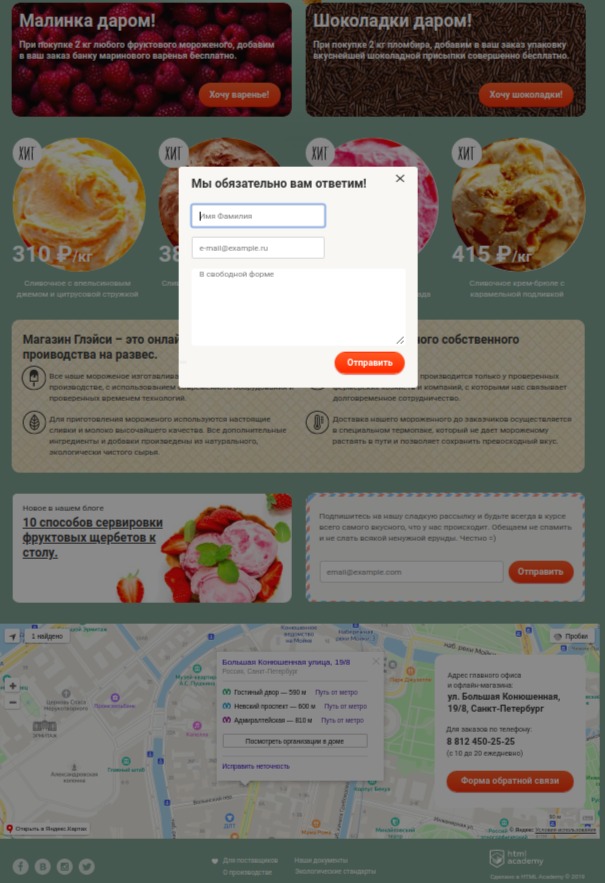 Малинка даром!
При покупке 2 кг любого фруктового мороженого, добавим
в ваш заказ банку маринового варенья бесплатно.
Хочу варенье!
Шоколадки даром!
При покупке 2 кг пломбира, добавим в ваш заказ упаковку
вкуснейшей шоколадной присыпки совершенно бесплатно.
Хочу шоколадки!
ХИТ
ХИТ
ХИТ
ХИТ
310 ₽/кг
38
415 ₽/кг
Сливочное с апельсиновым
джемом и цитрусовой стружкой
Сливочное крем-брюле с
карамельной подливкой
Мы обязательно вам ответим!
Имя Фамилия
e-mail@example.ru
В свободной форме
Отправить
Магазин Глэйси – это онлай
ого собственного
производства на развес.
Все наше мороженое изготавлива
производстве, с использованием
проверенных временем технологий.
производится только у проверенных
компаний, с которыми нас связывает
долговременное сотрудничество.
Для приготовления мороженого используются настоящие
сливки и молоко высочайшего качества. Все дополнительные
ингредиенты и добавки произведены из натурального,
экологически чистого сырья.
Доставка нашего мороженного до заказчиков осуществляется
в специальном термопаке, который не дает мороженому
растаять в пути и позволяет сохранить превосходный вкус.
Новое в нашем блоге
10 способов сервировки
фруктовых щербетов к
столу.
Подпишитесь на нашу сладкую рассылку и будьте всегда в курсе
всего самого вкусного, что у нас происходит. Обещаем не спамить
и не слать всякой ненужной ерунды. Честно =)
email@example.com
Отправить
1 найдено
Пробки
Большая Конюшенная улица, 19/8
Россия, Санкт-Петербург
Гостиный двор — 590 м Путь от метро
Невский проспект — 600 м Путь от метро
Адмиралтейская — 810 м Путь от метро
Посмотреть организации в доме
Исправить неточность
Адрес главного офиса
и офлайн-магазина:
ул. Большая Конюшенная,
19/8, Санкт-Петербург
Для заказов по телефону:
8 812 450-25-25
(с 10 до 20 ежедневно)
Форма обратной связи
Главный штаб
Александровская
колонна
ДЛТ
Открыть в Яндекс.Картах
© Яндекс Условия использования
Для поставщиков
О производстве
Наши документы
Экологические стандарты
html
academy
Сделано в HTML Academy © 2019